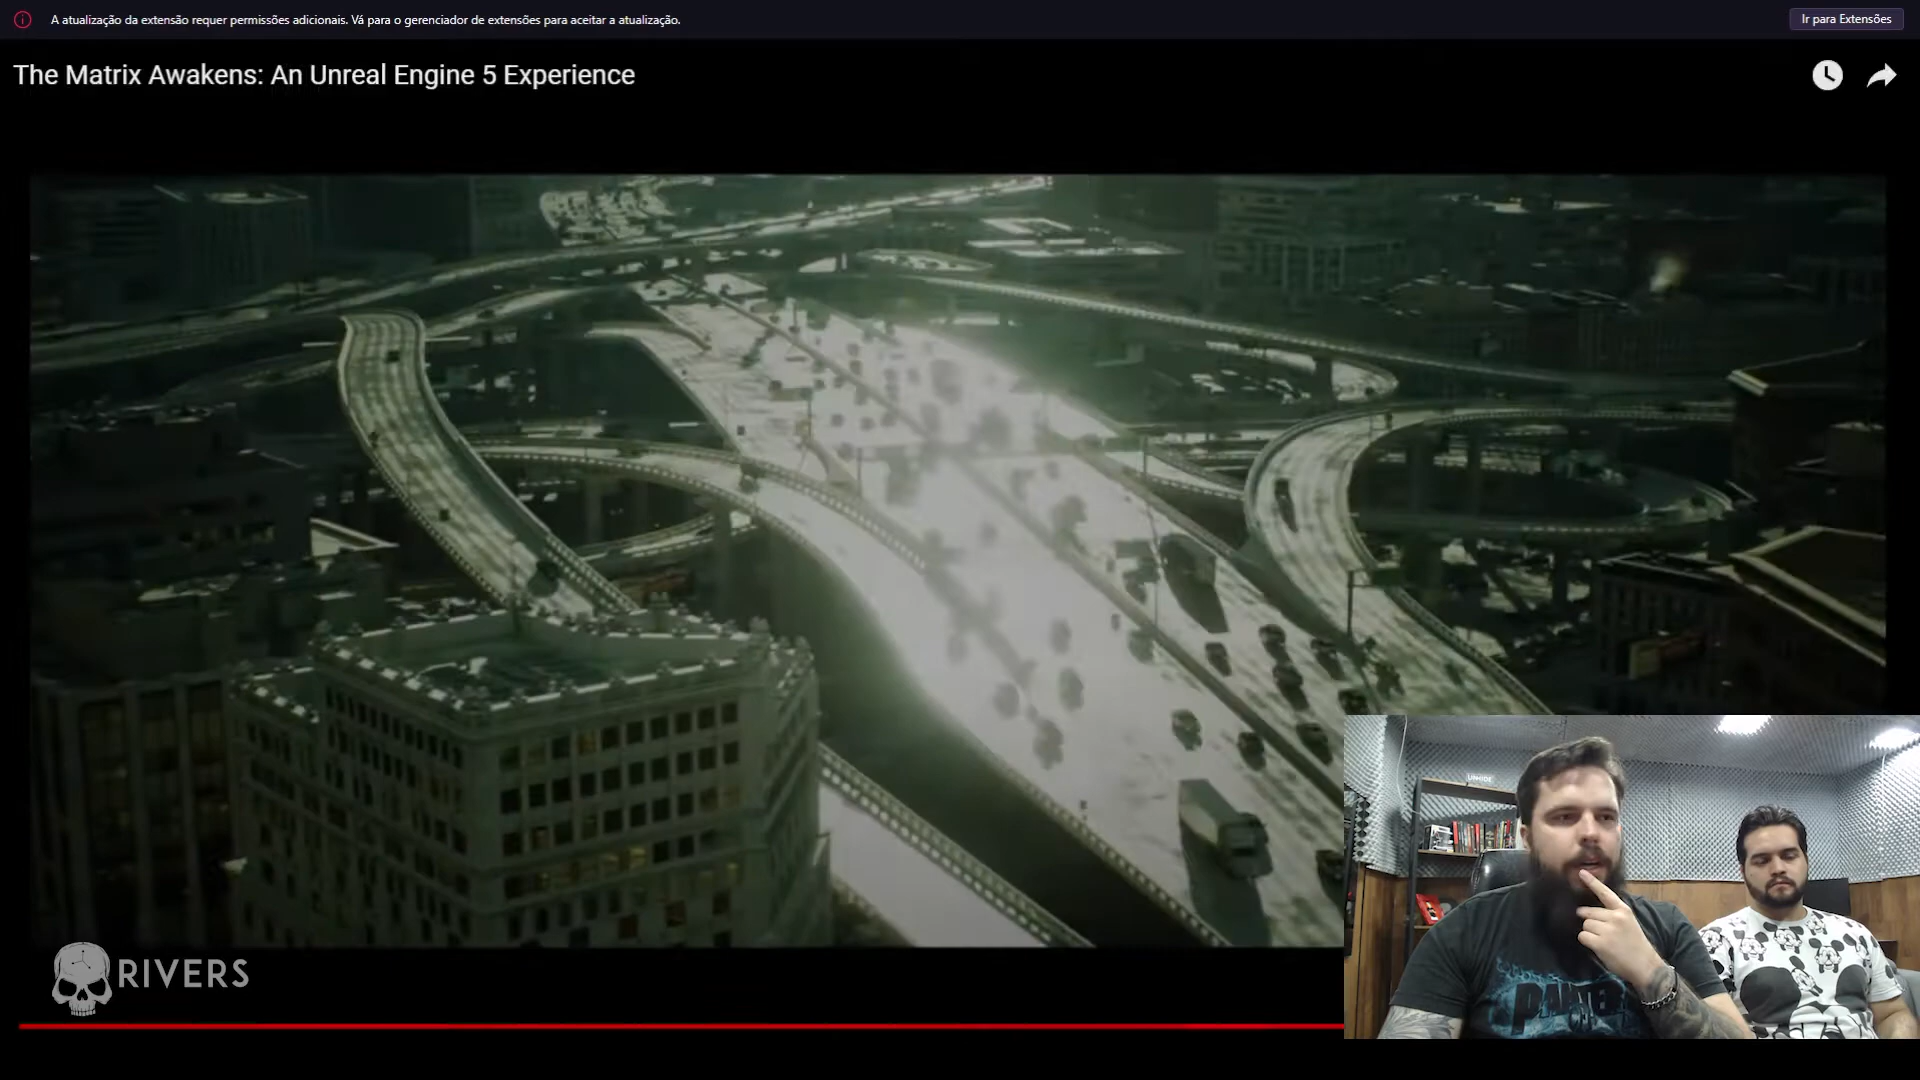 A atualização da extensão requer permissões adicionais. Vá para o gerenciador de extensões para aceitar a atualização.
Ir para Extensões
The Matrix Awakens: An Unreal Engine 5 Experience
RIVERS
PANTERA